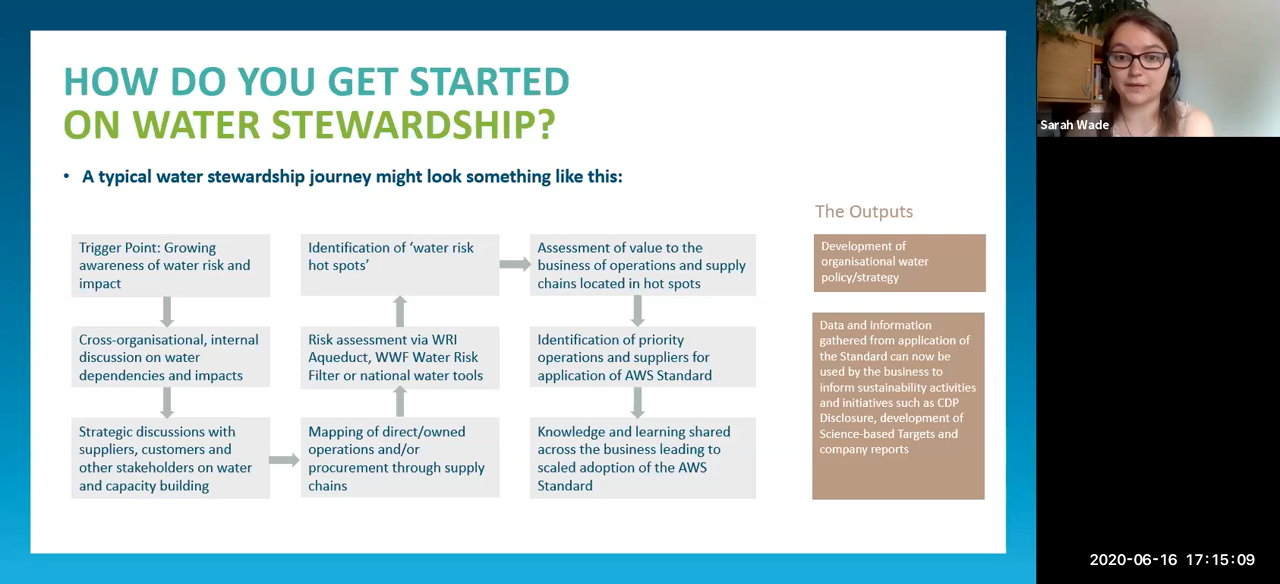 HOW DO YOU GET STARTED
ON WATER STEWARDSHIP?
• A typical water stewardship journey might look something like this:
Trigger Point: Growing
awareness of water risk and
impact
Cross-organisational, internal
discussion on water
dependencies and impacts
Strategic discussions with
suppliers, customers and
other stakeholders on water
and capacity building
Mapping of direct/owned
operations and/or
procurement through supply
chains
Risk assessment via WRI
Aqueduct, WWF Water Risk
Filter or national water tools
Identification of ‘water risk
hot spots’
Assessment of value to the
business of operations and supply
chains located in hot spots
Identification of priority
operations and suppliers for
application of AWS Standard
Knowledge and learning shared
across the business leading to
scaled adoption of the AWS
Standard
The Outputs
Development of
organisational water
policy/strategy
Data and information
gathered from application of
the Standard can now be
used by the business to
inform sustainability activities
and initiatives such as CDP
Disclosure, development of
Science-based Targets and
company reports
Sarah Wade
2020-06-16 17:15:09